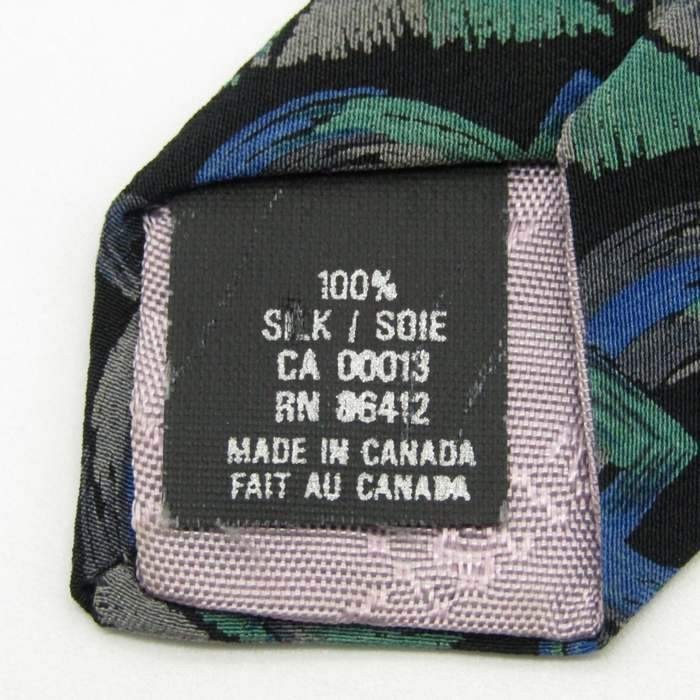 100%
SILK / SOIE
CA 00013
RN 86412
MADE IN CANADA
FAIT AU CANADA